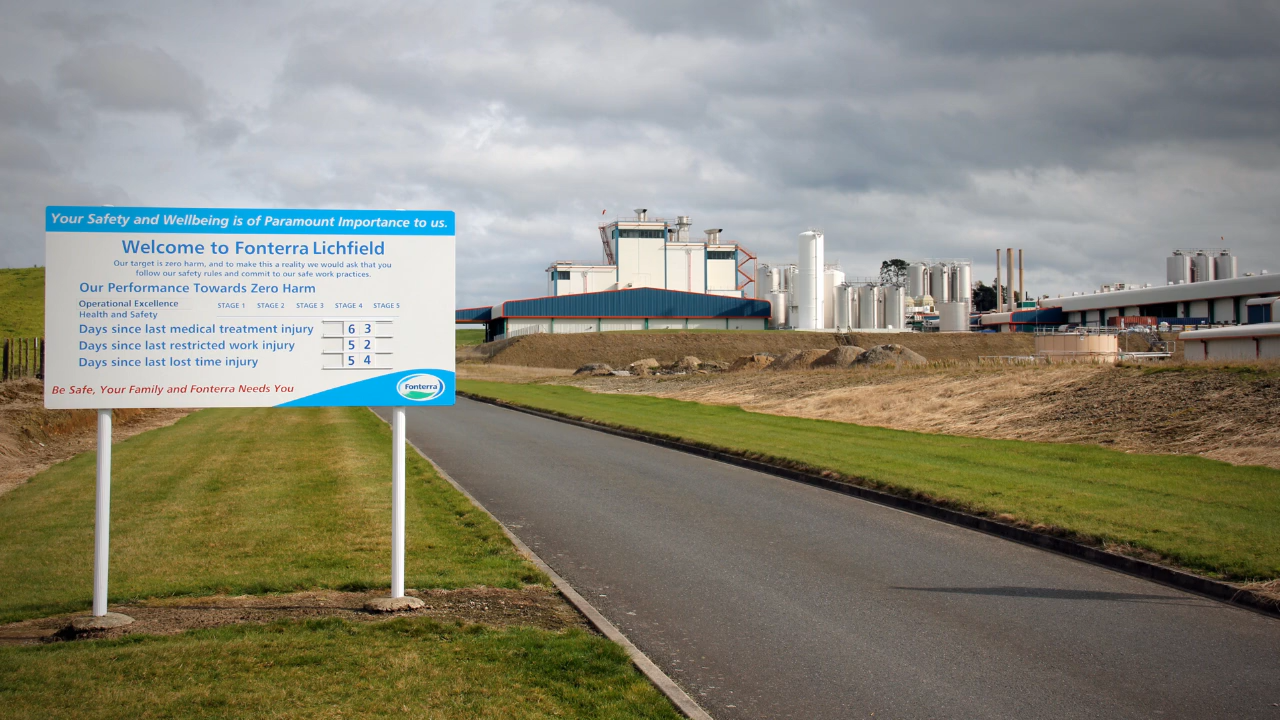 Your Safety and Wellbeing is of Paramount Importance to us.
Welcome to Fonterra Lichfield
Our target is zero harm, and to make this a reality we would ask that you
follow our safety rules and commit to our safe work practices.
Our Performance Towards Zero Harm
Operational Excellence
Health and Safety
STAGE 1 STAGE 2 STAGE 3 STAGE 4 STAGE 5
Days since last medical treatment injury 6 3
Days since last restricted work injury 5 2
Days since last lost time injury 5 4
Be Safe, Your Family and Fonterra Needs You
Fonterra